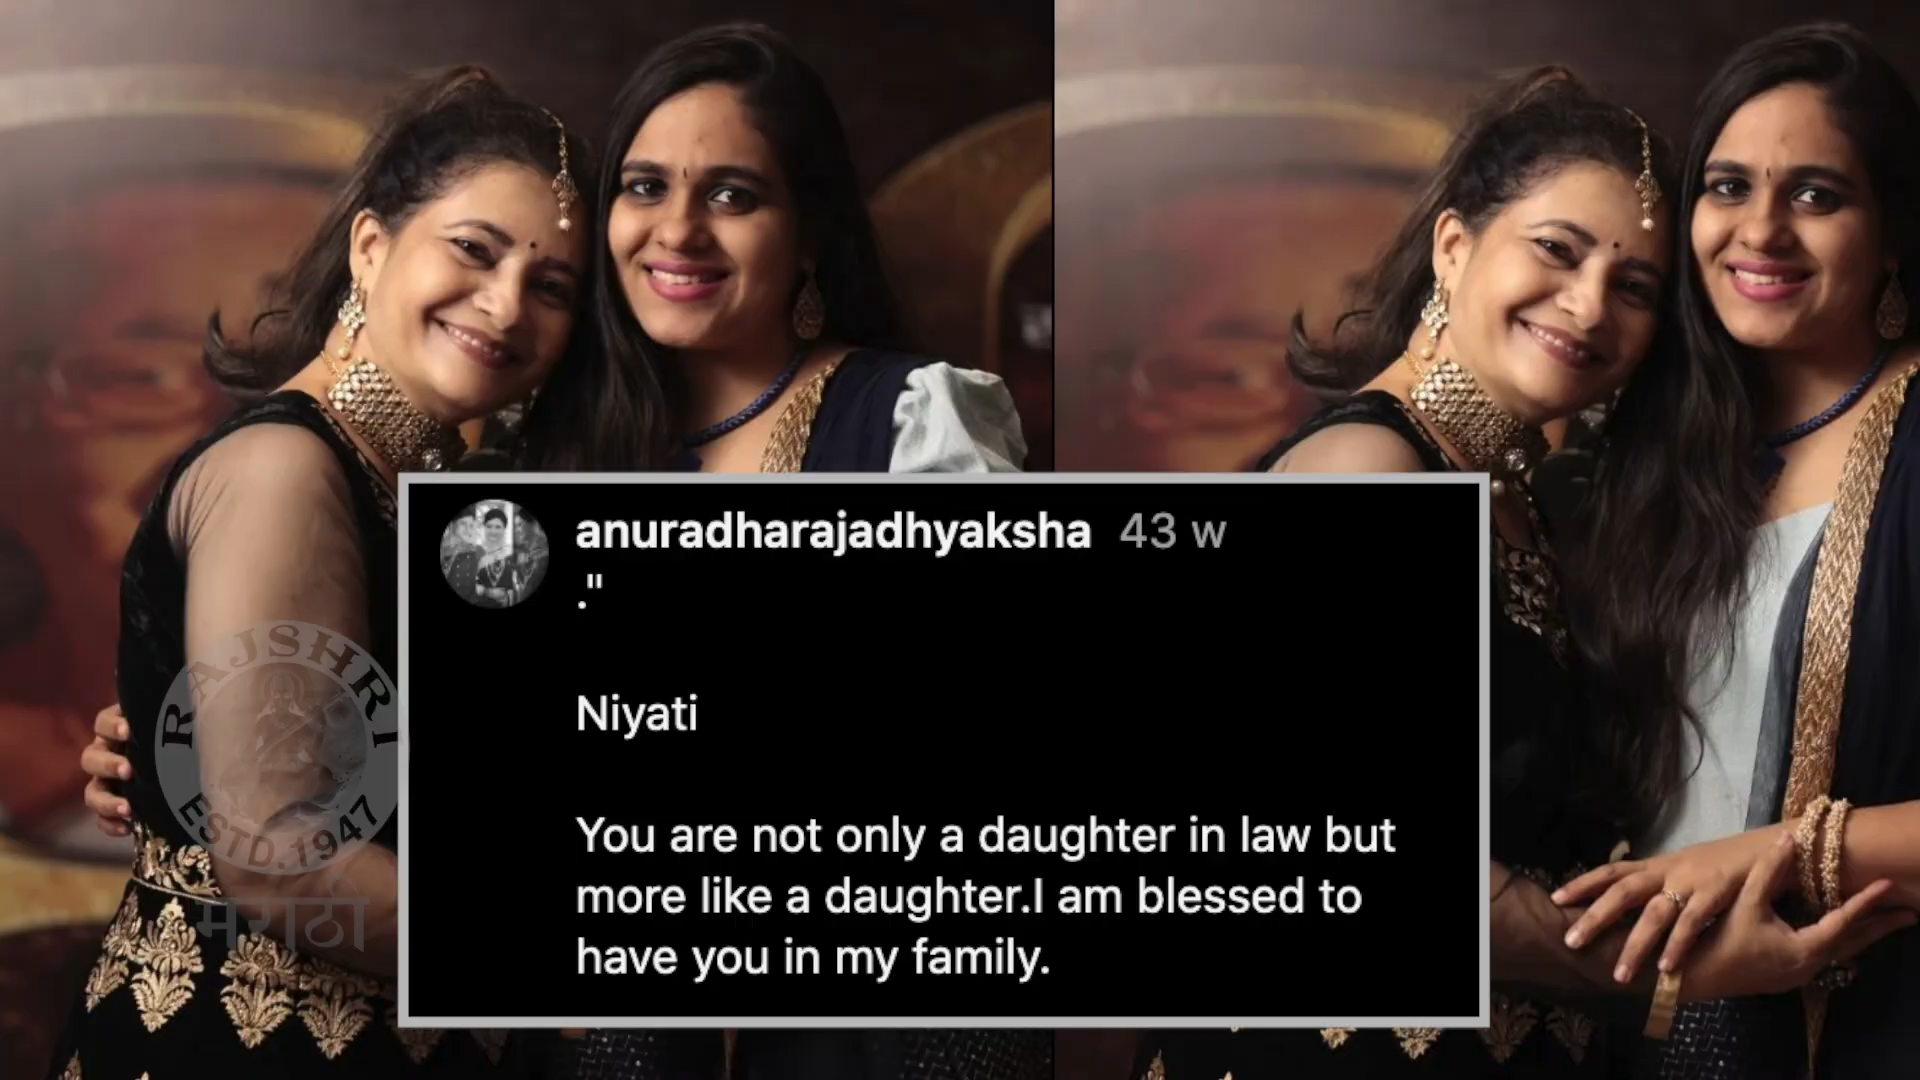 anuradharajadhyaksha 43 w
."
Niyati
You are not only a daughter in law but
more like a daughter.I am blessed to
have you in my family.
RAJSHRI
ESTD.1947
मराठी